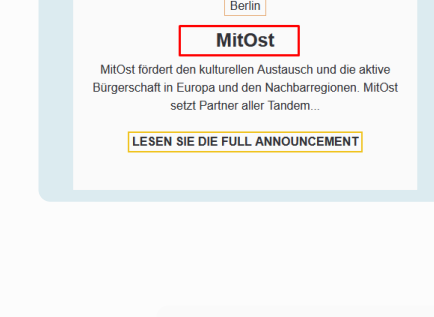 Berlin
MitOst
MitOst fördert den kulturellen Austausch und die aktive
Bürgerschaft in Europa und den Nachbarregionen. MitOst
setzt Partner aller Tandem...
LESEN SIE DIE FULL ANNOUNCEMENT